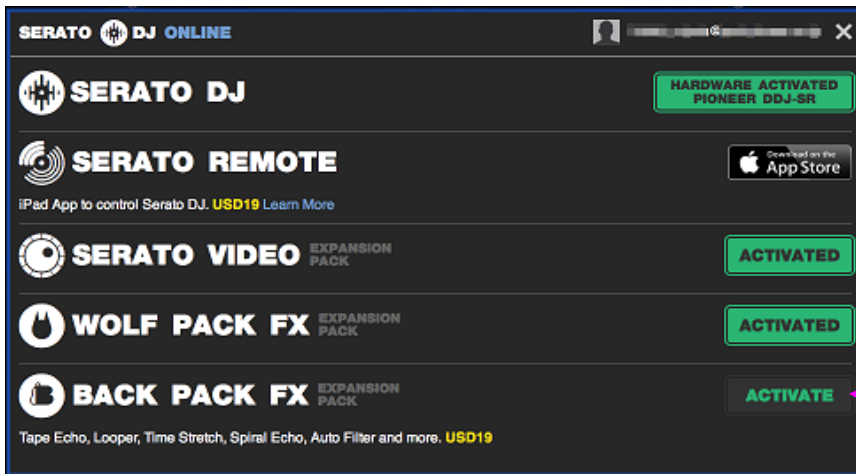 SERATO DJ ONLINE
SERATO DJ
HARDWARE ACTIVATED
PIONEER DDJ-SR
SERATO REMOTE
Download on the
App Store
iPad App to control Serato DJ. USD19 Learn More
SERATO VIDEO EXPANSION PACK
ACTIVATED
WOLF PACK FX EXPANSION PACK
ACTIVATED
BACK PACK FX EXPANSION PACK
ACTIVATE
Tape Echo, Looper, Time Stretch, Spiral Echo, Auto Filter and more. USD19